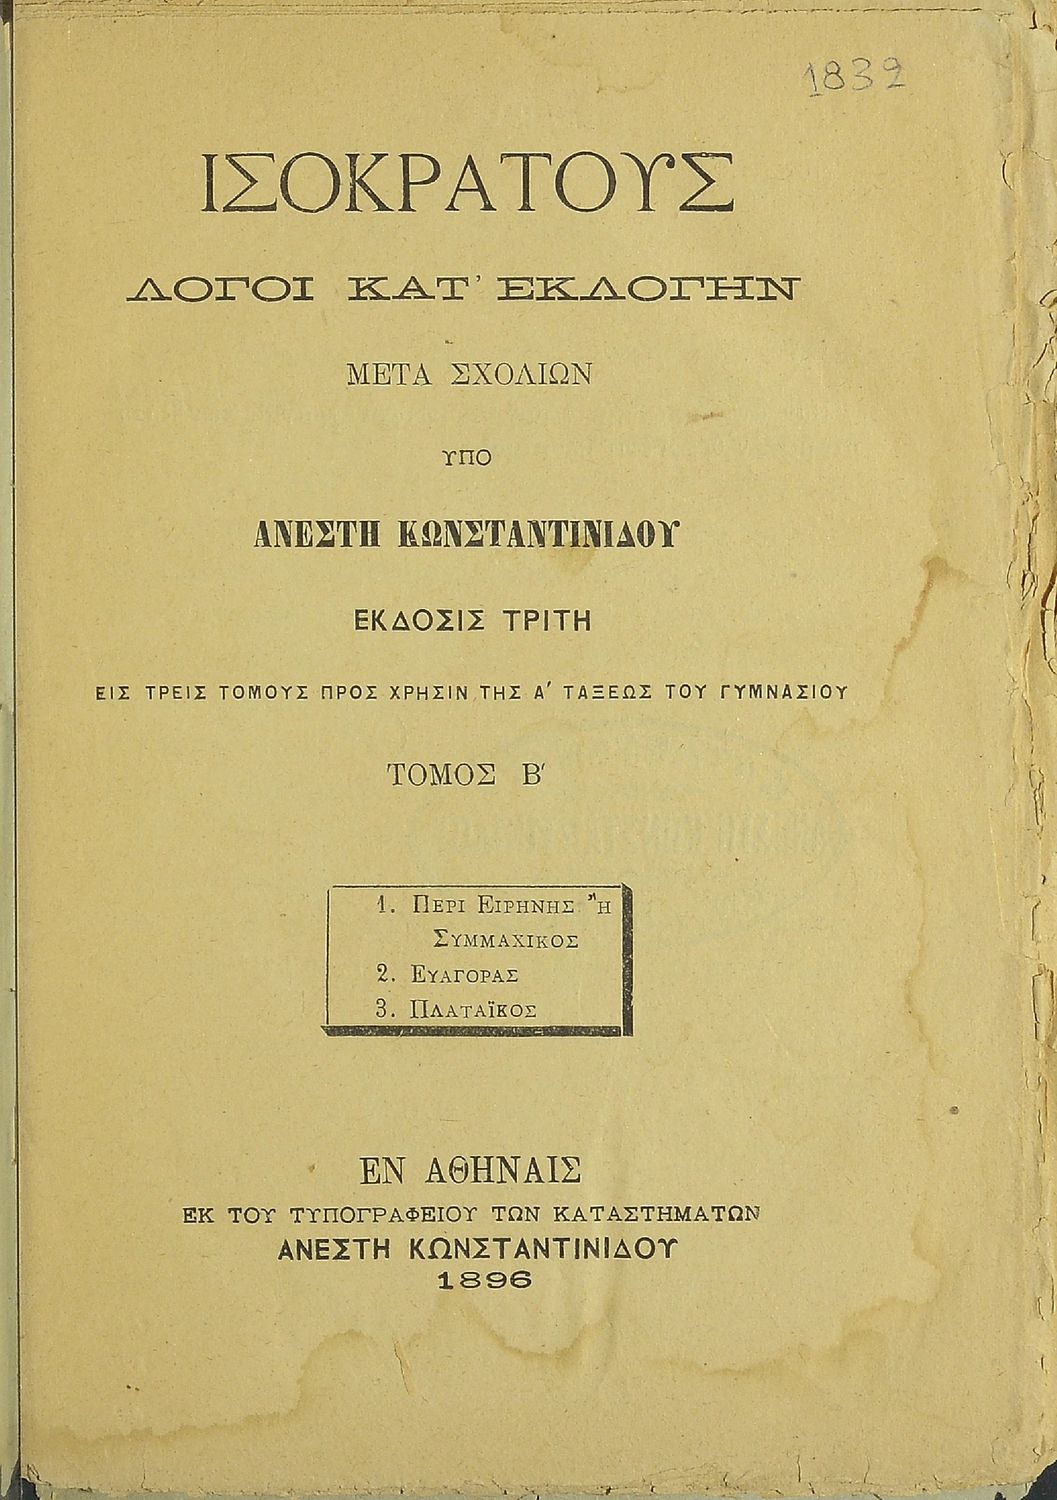 1832
ΙΣΟΚΡΑΤΟΥΣ
ΛΟΓΟΙ ΚΑΤ' ΕΚΛΟΓΗΝ
ΜΕΤΑ ΣΧΟΛΙΩΝ
ΥΠΟ
ΑΝΕΣΤΗ ΚΩΝΣΤΑΝΤΙΝΙΔΟΥ
ΕΚΔΟΣΙΣ ΤΡΙΤΗ
ΕΙΣ ΤΡΕΙΣ ΤΟΜΟΥΣ ΠΡΟΣ ΧΡΗΣΙΝ ΤΗΣ Α' ΤΑΞΕΩΣ ΤΟΥ ΓΥΜΝΑΣΙΟΥ
ΤΟΜΟΣ Β'
1. ΠΕΡΙ ΕΙΡΗΝΗΣ Ἢ
ΣΥΜΜΑΧΙΚΟΣ
2. ΕΥΑΓΟΡΑΣ
3. ΠΛΑΤΑΪΚΟΣ
ΕΝ ΑΘΗΝΑΙΣ
ΕΚ ΤΟΥ ΤΥΠΟΓΡΑΦΕΙΟΥ ΤΩΝ ΚΑΤΑΣΤΗΜΑΤΩΝ
ΑΝΕΣΤΗ ΚΩΝΣΤΑΝΤΙΝΙΔΟΥ
1896